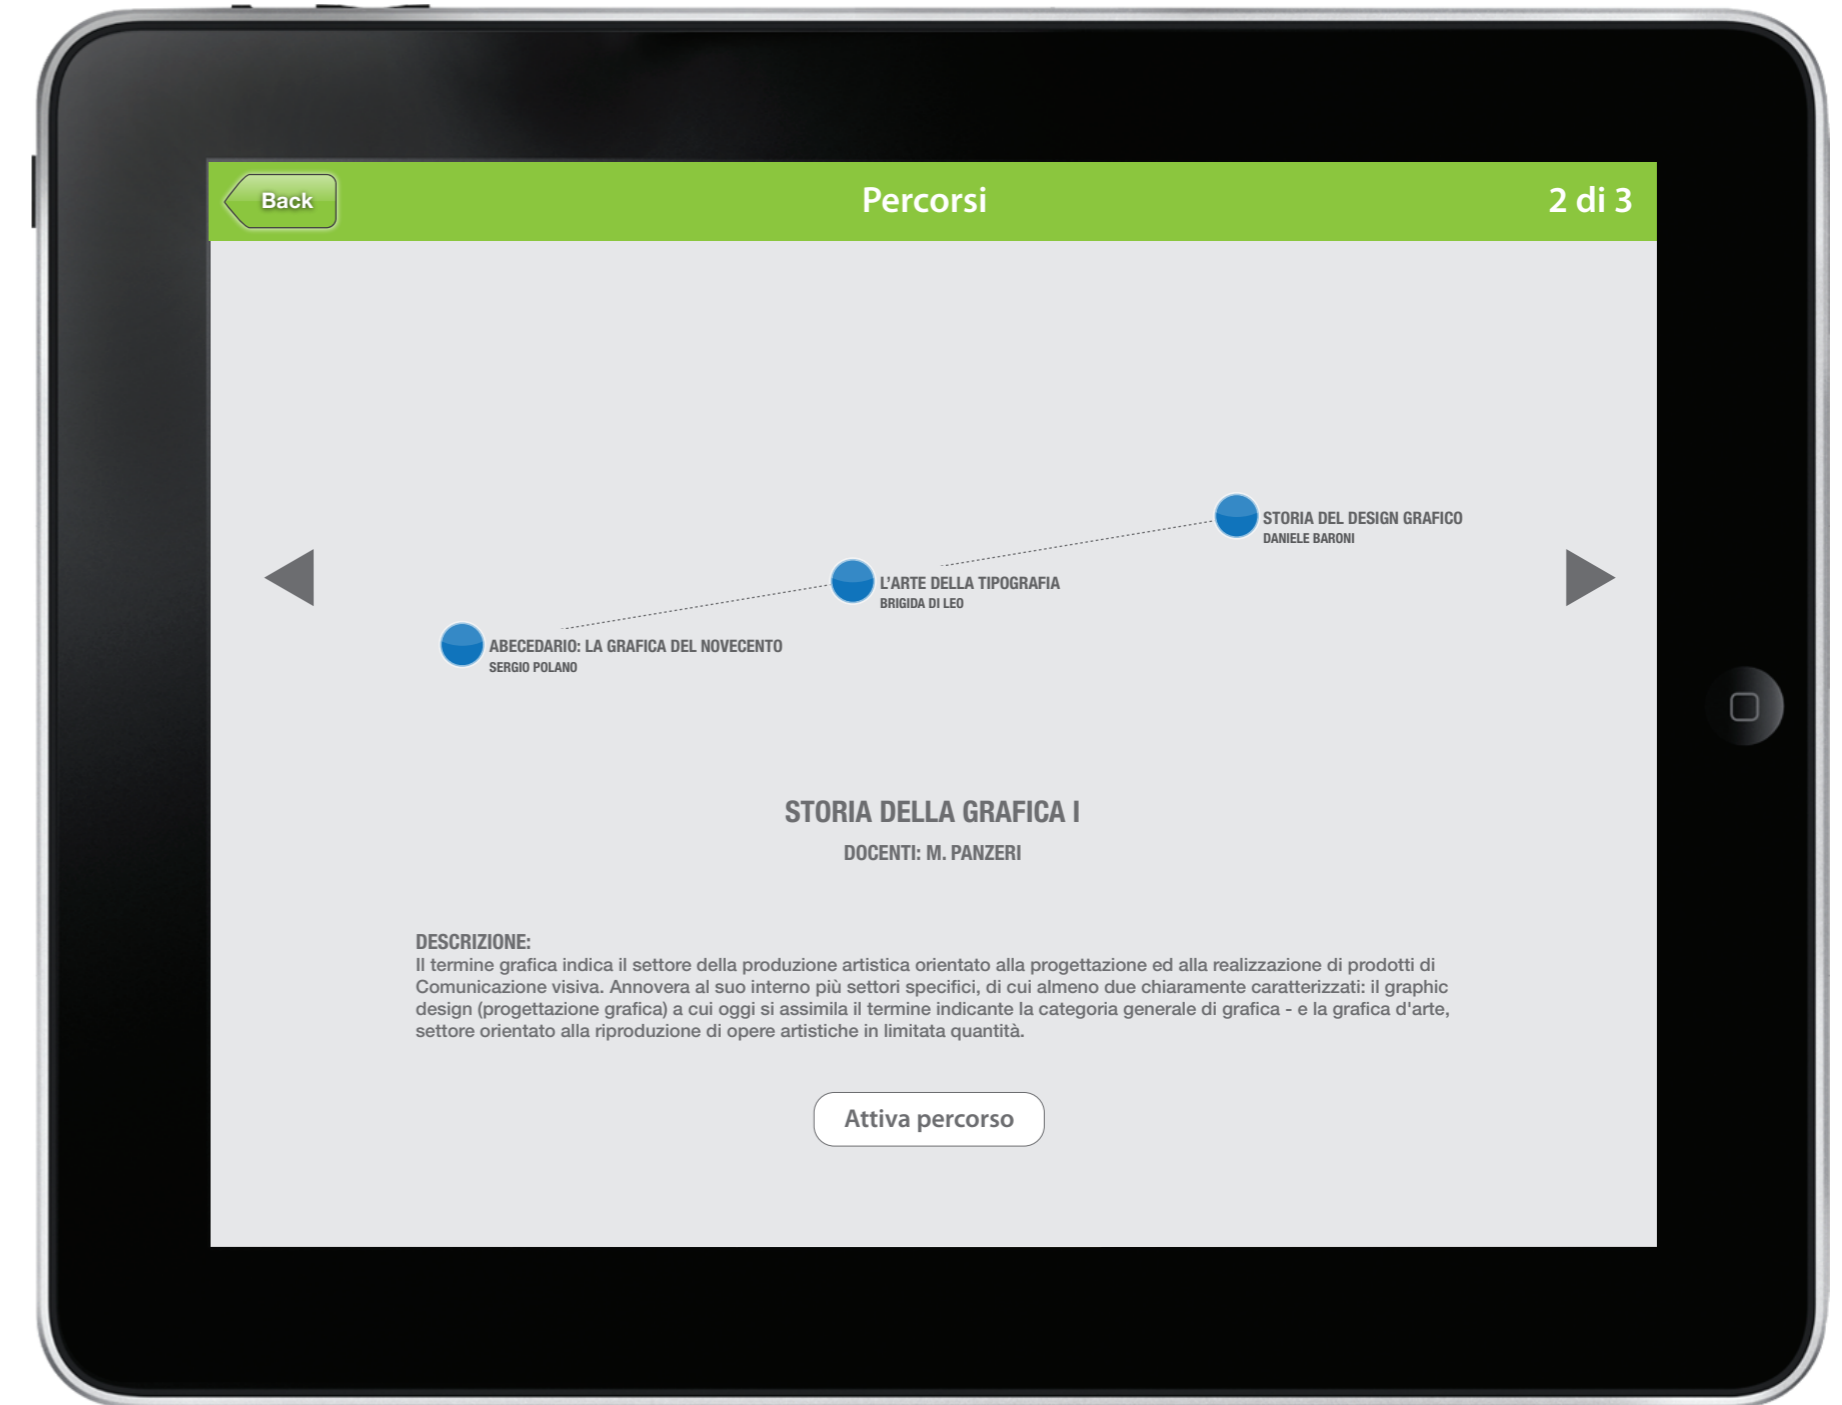 Back
Percorsi
2 di 3
STORIA DEL DESIGN GRAFICO
DANIELE BARONI
L'ARTE DELLA TIPOGRAFIA
BRIGIDA DI LEO
ABECEDARIO: LA GRAFICA DEL NOVECENTO
SERGIO POLANO
STORIA DELLA GRAFICA I
DOCENTI: M. PANZERI
DESCRIZIONE:
Il termine grafica indica il settore della produzione artistica orientato alla progettazione ed alla realizzazione di prodotti di
Comunicazione visiva. Annovera al suo interno più settori specifici, di cui almeno due chiaramente caratterizzati: il graphic
design (progettazione grafica) a cui oggi si assimila il termine indicante la categoria generale di grafica - e la grafica d'arte,
settore orientato alla riproduzione di opere artistiche in limitata quantità.
Attiva percorso